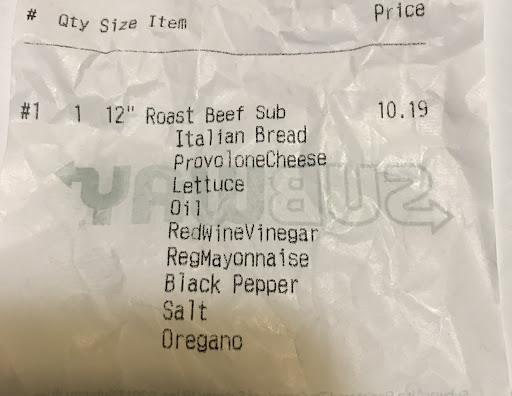 # Qty Size Item Price
#1 1 12" Roast Beef Sub 10.19
Italian Bread
ProvoloneCheese
Lettuce
Oil
RedWineVinegar
RegMayonnaise
Black Pepper
Salt
Oregano
SUBWAY